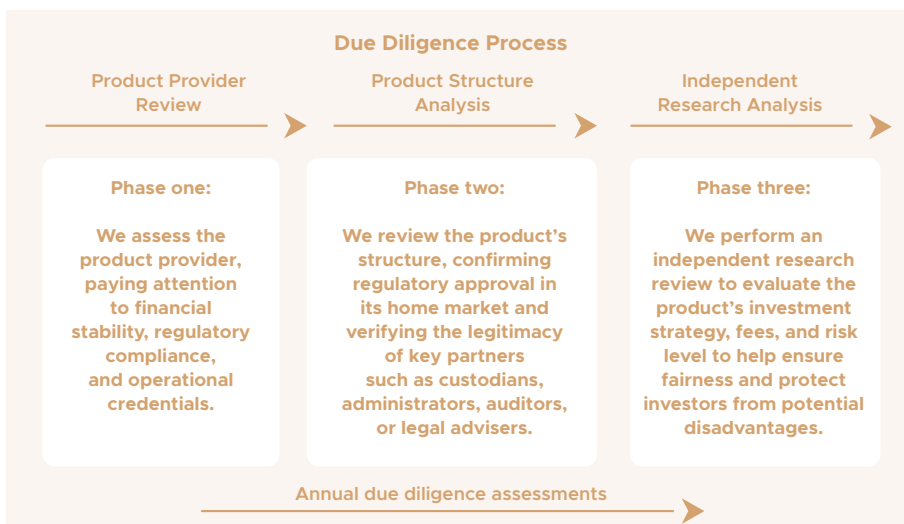 Due Diligence Process
Product Provider
Review
Product Structure
Analysis
Independent
Research Analysis
Phase one:
We assess the
product provider,
paying attention
to financial
stability, regulatory
compliance,
and operational
credentials.
Phase two:
We review the product's
structure, confirming
regulatory approval in
its home market and
verifying the legitimacy
of key partners
such as custodians,
administrators, auditors,
or legal advisers.
Phase three:
We perform an
independent research
review to evaluate the
product's investment
strategy, fees, and risk
level to help ensure
fairness and protect
investors from potential
disadvantages.
Annual due diligence assessments